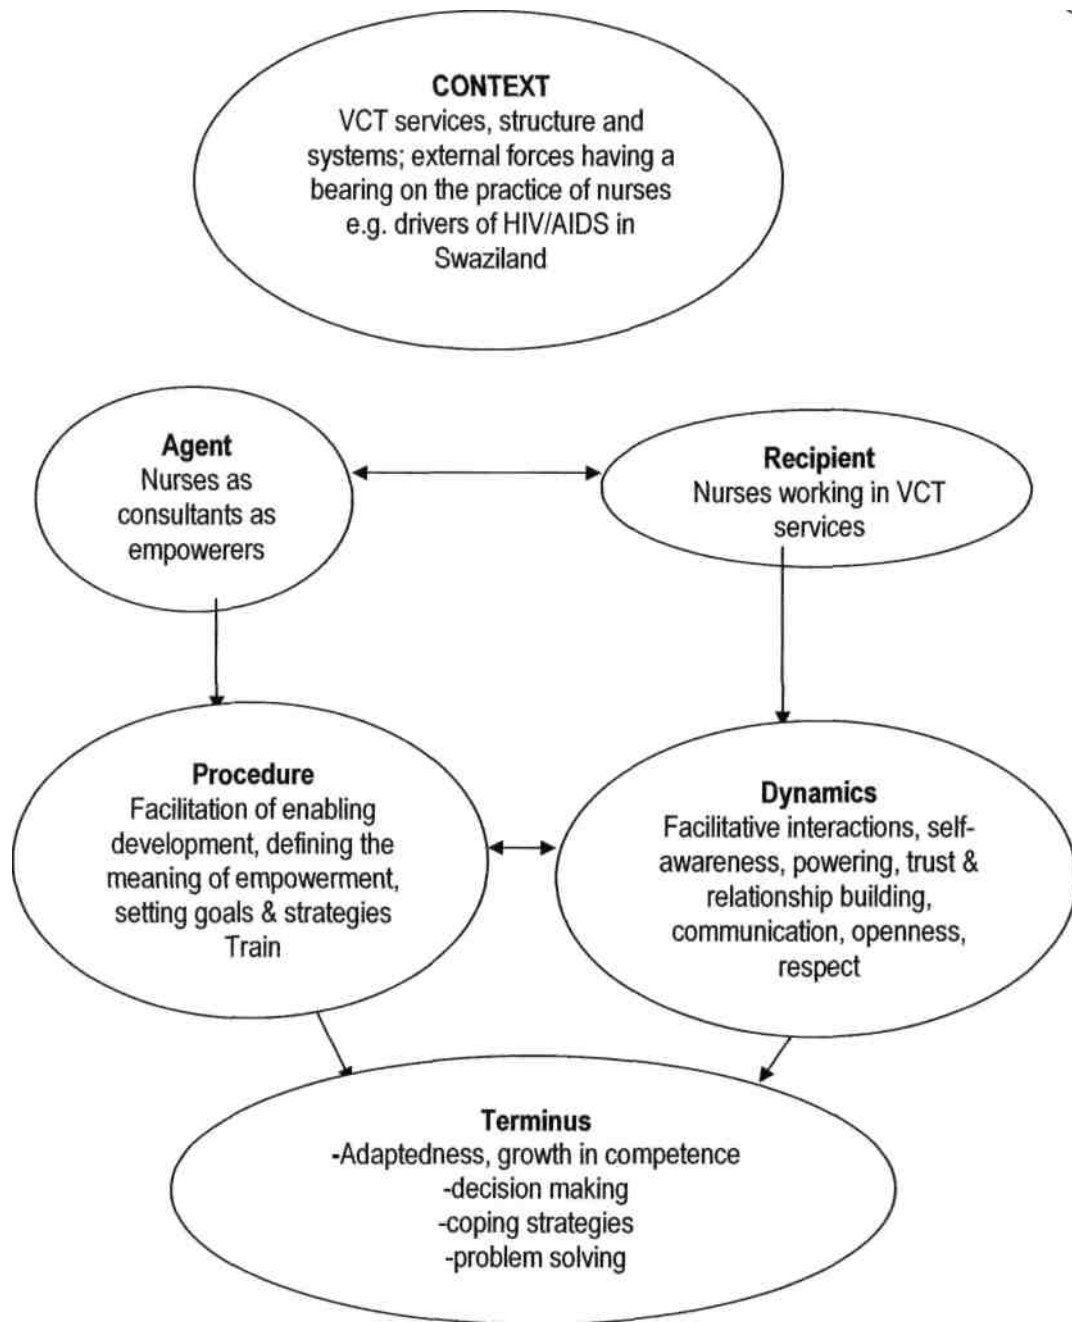 CONTEXT
VCT services, structure and
systems; external forces having a
bearing on the practice of nurses
e.g. drivers of HIV/AIDS in
Swaziland
Agent
Nurses as
consultants as
empowerers
Recipient
Nurses working in VCT
services
Procedure
Facilitation of enabling
development, defining the
meaning of empowerment,
setting goals & strategies
Train
Dynamics
Facilitative interactions, self-
awareness, powering, trust &
relationship building,
communication, openness,
respect
Terminus
-Adaptedness, growth in competence
-decision making
-coping strategies
-problem solving